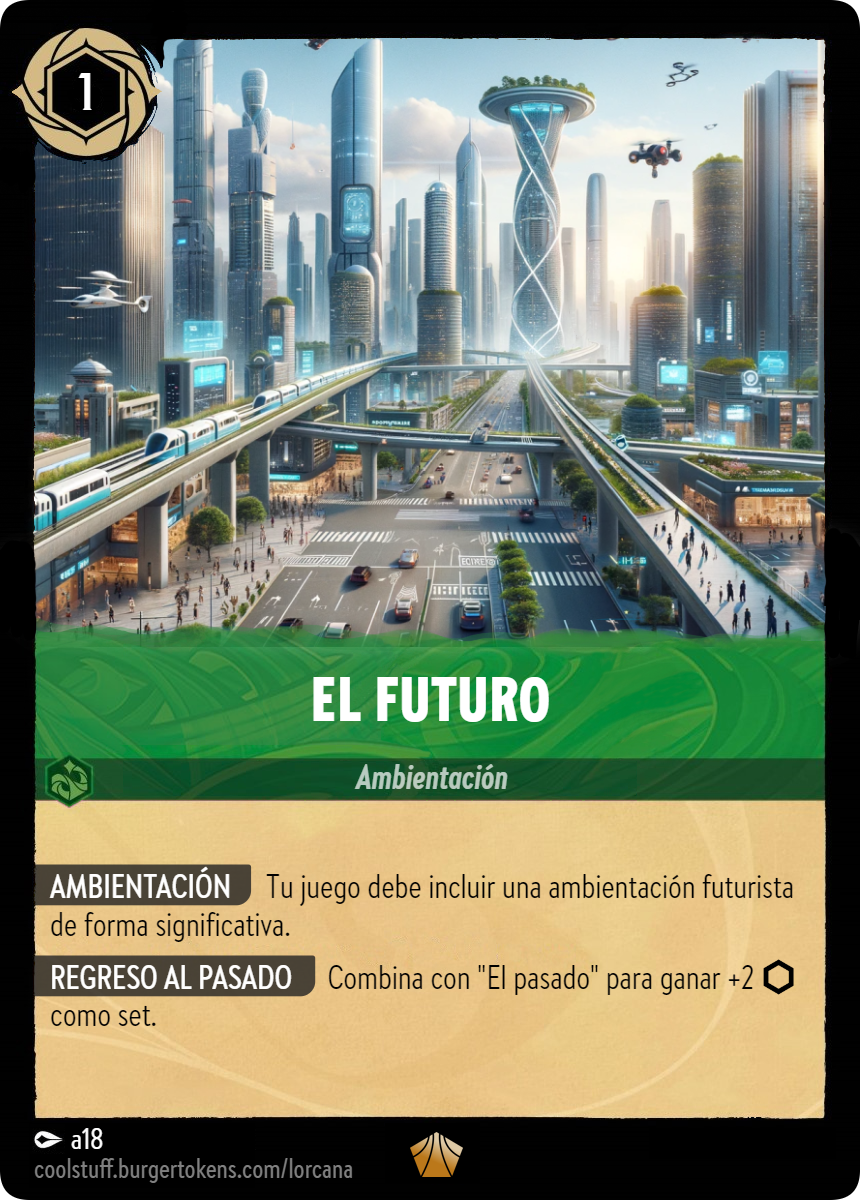 1
EL FUTURO
Ambientación
AMBIENTACIÓN Tu juego debe incluir una ambientación futurista
de forma significativa.
REGRESO AL PASADO Combina con "El pasado" para ganar +2
como set.
a18
coolstuff.burgertokens.com/lorcana